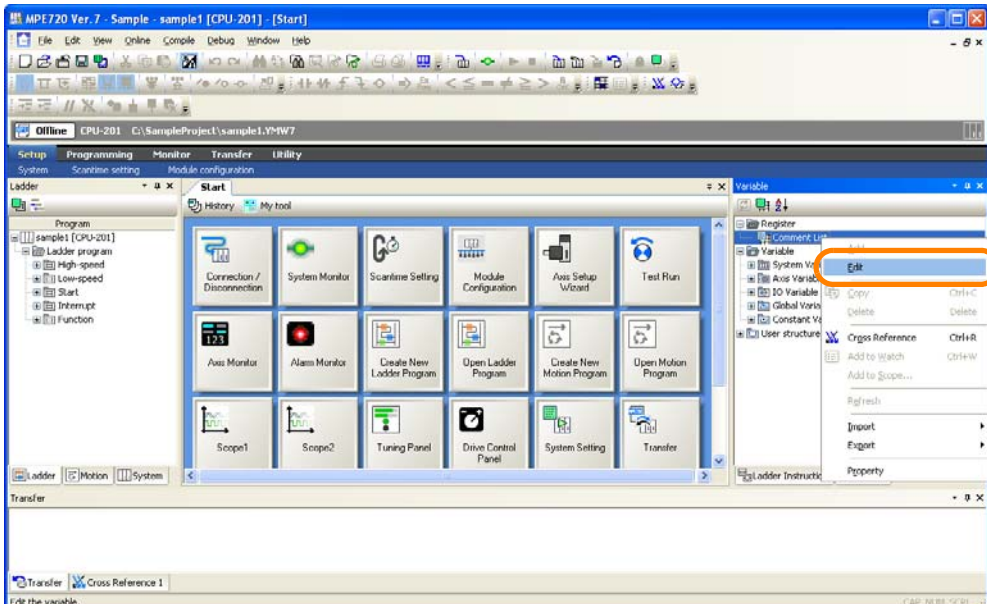 MPE720 Ver. 7 - Sample - sample1 [CPU-201] - [Start]
File Edit View Online Compile Debug Window Help
Offline CPU-201 C:\SampleProject\sample1.YMW7
Setup Programming Monitor Transfer Utility
System Scantime setting Module configuration
Ladder
Program
sample1 [CPU-201]
Ladder program
High-speed
Low-speed
Start
Interrupt
Function
Ladder Motion System
Start
History My tool
Connection / Disconnection
System Monitor
Scantime Setting
Module Configuration
Axis Setup Wizard
Test Run
Axis Monitor
Alarm Monitor
Create New Ladder Program
Open Ladder Program
Create New Motion Program
Open Motion Program
Scope1
Scope2
Tuning Panel
Drive Control Panel
System Setting
Transfer
Variable
Register
Comment List
Variable
System Va
Axis Variab
IO Variable
Global Varia
Constant Va
User structure
Ladder Instructi
Edit
Copy Ctrl+C
Delete Delete
Cross Reference Ctrl+R
Add to Watch Ctrl+W
Add to Scope...
Refresh
Import
Export
Property
Transfer
Transfer Cross Reference 1
Edit the variable
CAP NUM SCRL